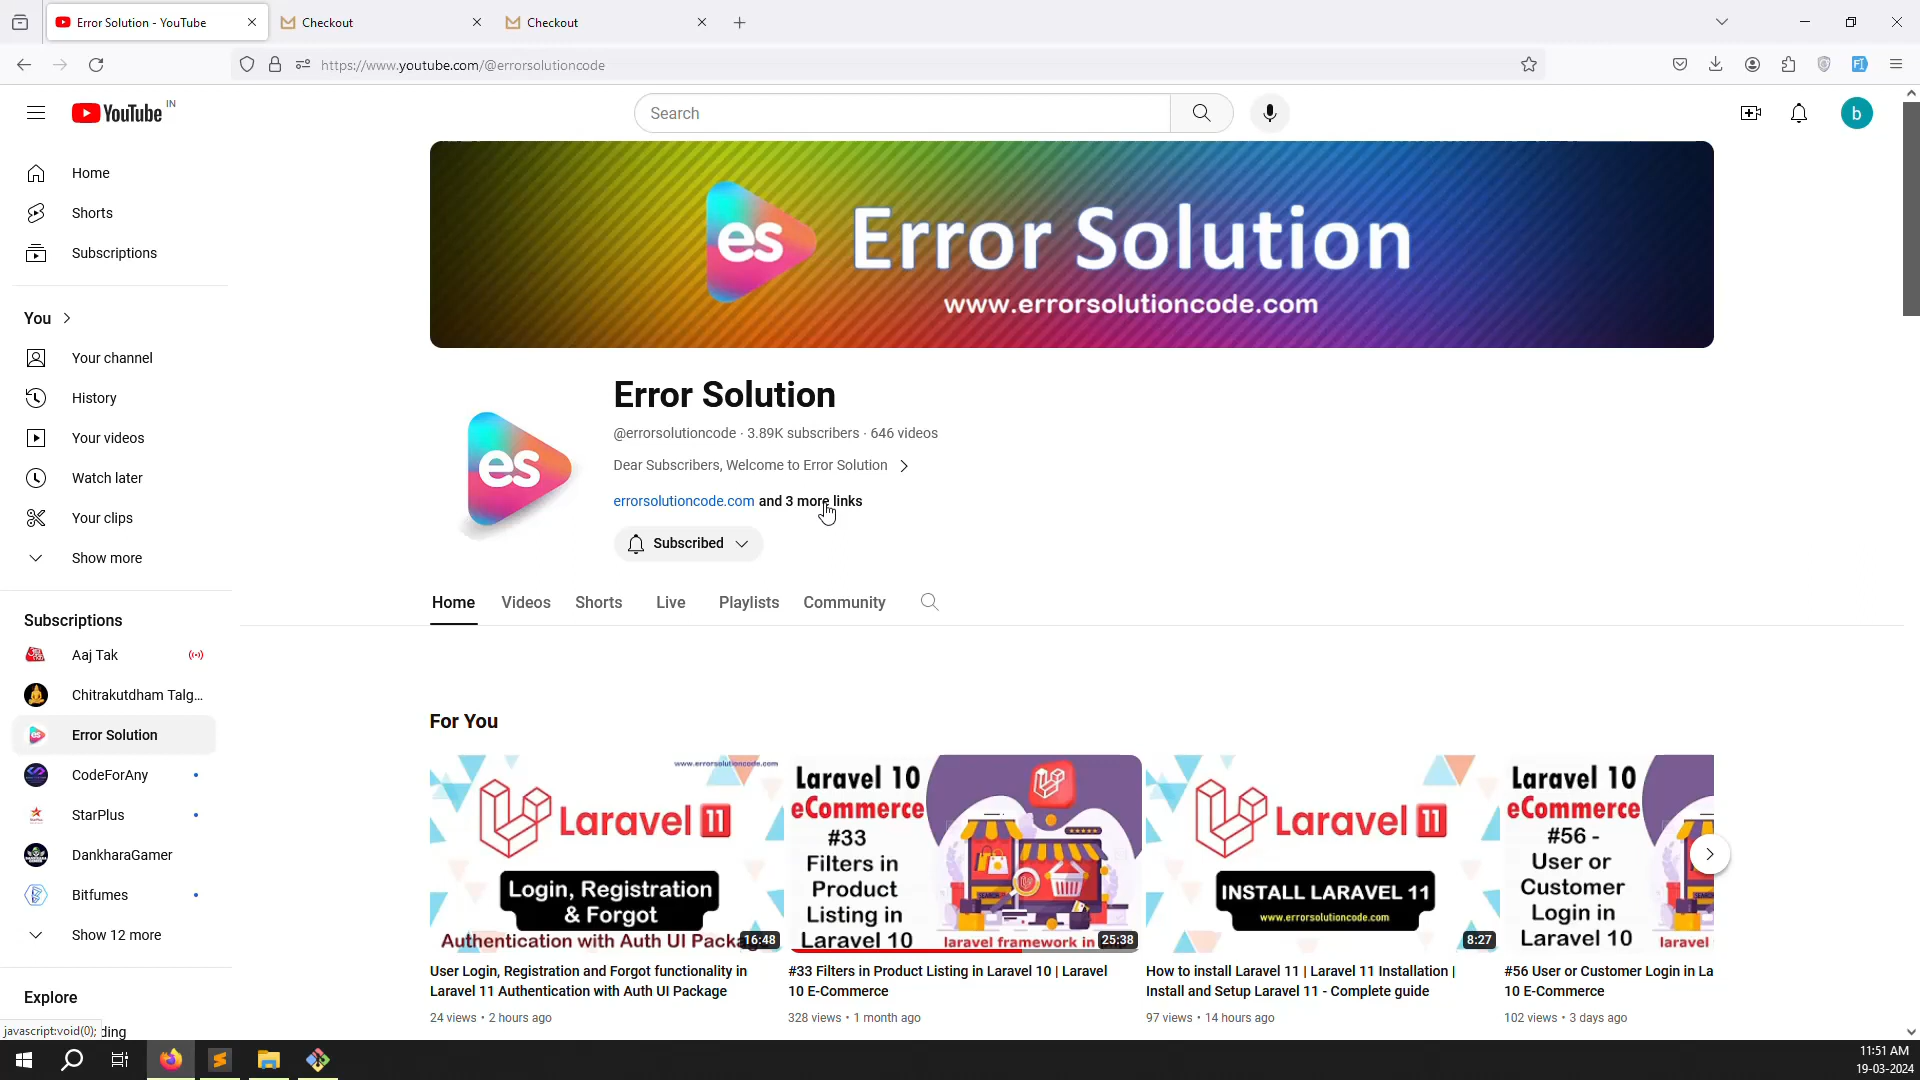 Error Solution - YouTube
Checkout
Checkout
https://www.youtube.com/@errorsolutioncode
YouTube IN
Search
b
Home
Shorts
Subscriptions
You
Your channel
History
Your videos
Watch later
Your clips
Show more
Subscriptions
Aaj Tak
Chitrakutdham Talg...
Error Solution
CodeForAny
StarPlus
DankharaGamer
Bitfumes
Show 12 more
Explore
javascript:void(0);
ding
es Error Solution
www.errorsolutioncode.com
es
Error Solution
@errorsolutioncode · 3.89K subscribers · 646 videos
Dear Subscribers, Welcome to Error Solution
errorsolutioncode.com and 3 more links
Subscribed
Home Videos Shorts Live Playlists Community
For You
www.errorsolutioncode.com
Laravel 11
Login, Registration
& Forgot
Authentication with Auth UI Packa
16:48
User Login, Registration and Forgot functionality in
Laravel 11 Authentication with Auth UI Package
24 views • 2 hours ago
Laravel 10
eCommerce
#33
Filters in
Product
Listing in
Laravel 10
laravel framework in
25:38
#33 Filters in Product Listing in Laravel 10 | Laravel
10 E-Commerce
328 views • 1 month ago
Laravel 11
INSTALL LARAVEL 11
www.errorsolutioncode.com
8:27
How to install Laravel 11 | Laravel 11 Installation |
Install and Setup Laravel 11 - Complete guide
97 views • 14 hours ago
Laravel 10
eCommerce
#56 -
User or
Customer
Login in
Laravel 10
laravel
#56 User or Customer Login in La
10 E-Commerce
102 views • 3 days ago
11:51 AM
19-03-2024